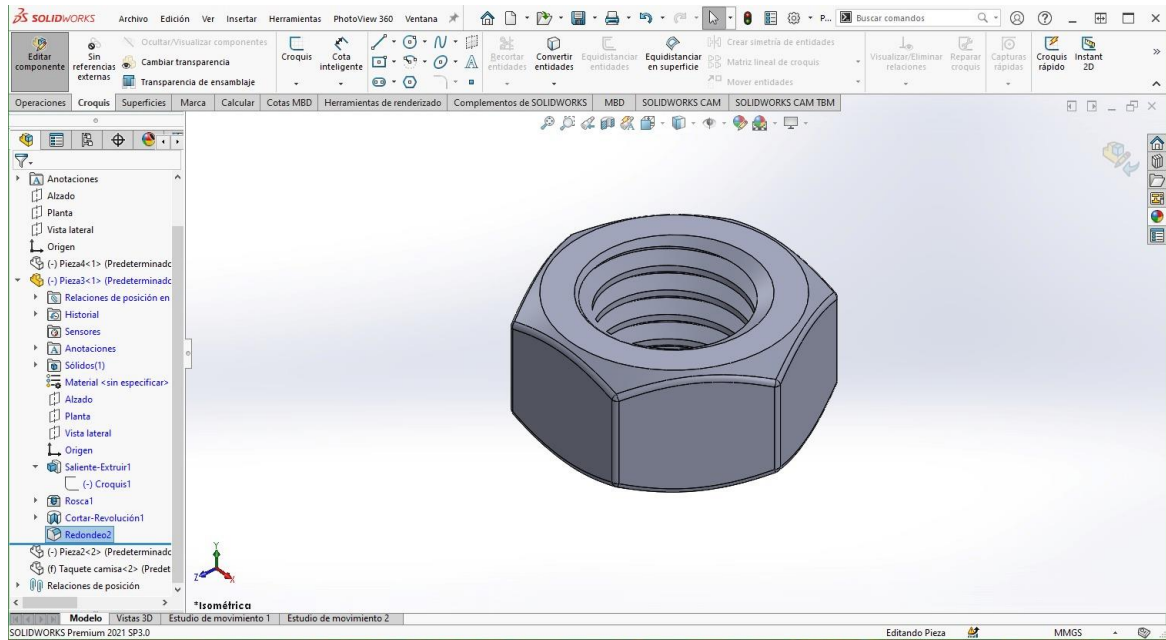 SOLIDWORKS
Archivo Edición Ver Insertar Herramientas PhotoView 360 Ventana
P...
Buscar comandos
Editar componente
Sin referencias externas
Ocultar/Visualizar componentes
Cambiar transparencia
Transparencia de ensamblaje
Croquis
Cota inteligente
Recortar entidades
Convertir entidades
Equidistanciar entidades
Equidistanciar en superficie
Crear simetría de entidades
Matriz lineal de croquis
Mover entidades
Visualizar/Eliminar relaciones
Reparar croquis
Capturas rápidas
Croquis rápido
Instant 2D
Operaciones Croquis Superficies Marca Calcular Cotas MBD Herramientas de renderizado Complementos de SOLIDWORKS MBD SOLIDWORKS CAM SOLIDWORKS CAM TBM
Anotaciones
Alzado
Planta
Vista lateral
Origen
(-) Pieza4<1> (Predeterminado
(-) Pieza3<1> (Predeterminado
Relaciones de posición en
Historial
Sensores
Anotaciones
Sólidos(1)
Material <sin especificar>
Alzado
Planta
Vista lateral
Origen
Saliente-Extruir1
(-) Croquis1
Rosca1
Cortar-Revolución1
Redondeo2
(-) Pieza2<2> (Predeterminado
(f) Taquete camisa<2> (Predet
Relaciones de posición
Y
Z
X
*Isométrica
Modelo Vistas 3D Estudio de movimiento 1 Estudio de movimiento 2
SOLIDWORKS Premium 2021 SP3.0
Editando Pieza
MMGS